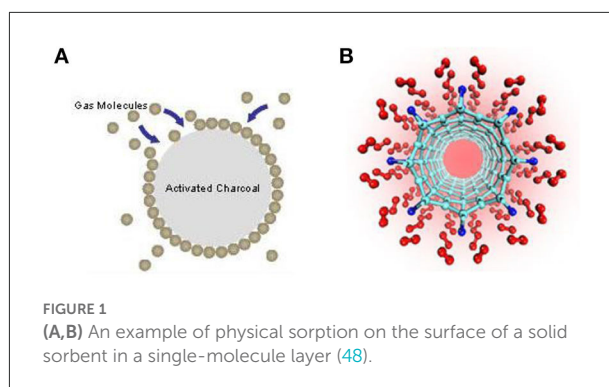 A
B
Gas Molecules
Activated Charcoal
FIGURE 1
(A,B) An example of physical sorption on the surface of a solid
sorbent in a single-molecule layer (48).